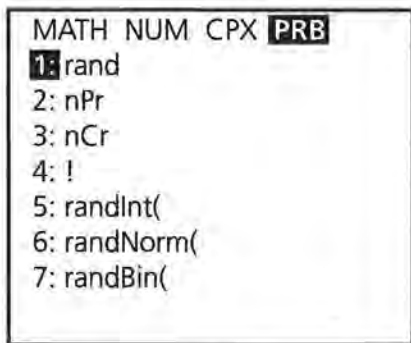 MATH NUM CPX PRB
1: rand
2: nPr
3: nCr
4: !
5: randInt(
6: randNorm(
7: randBin(